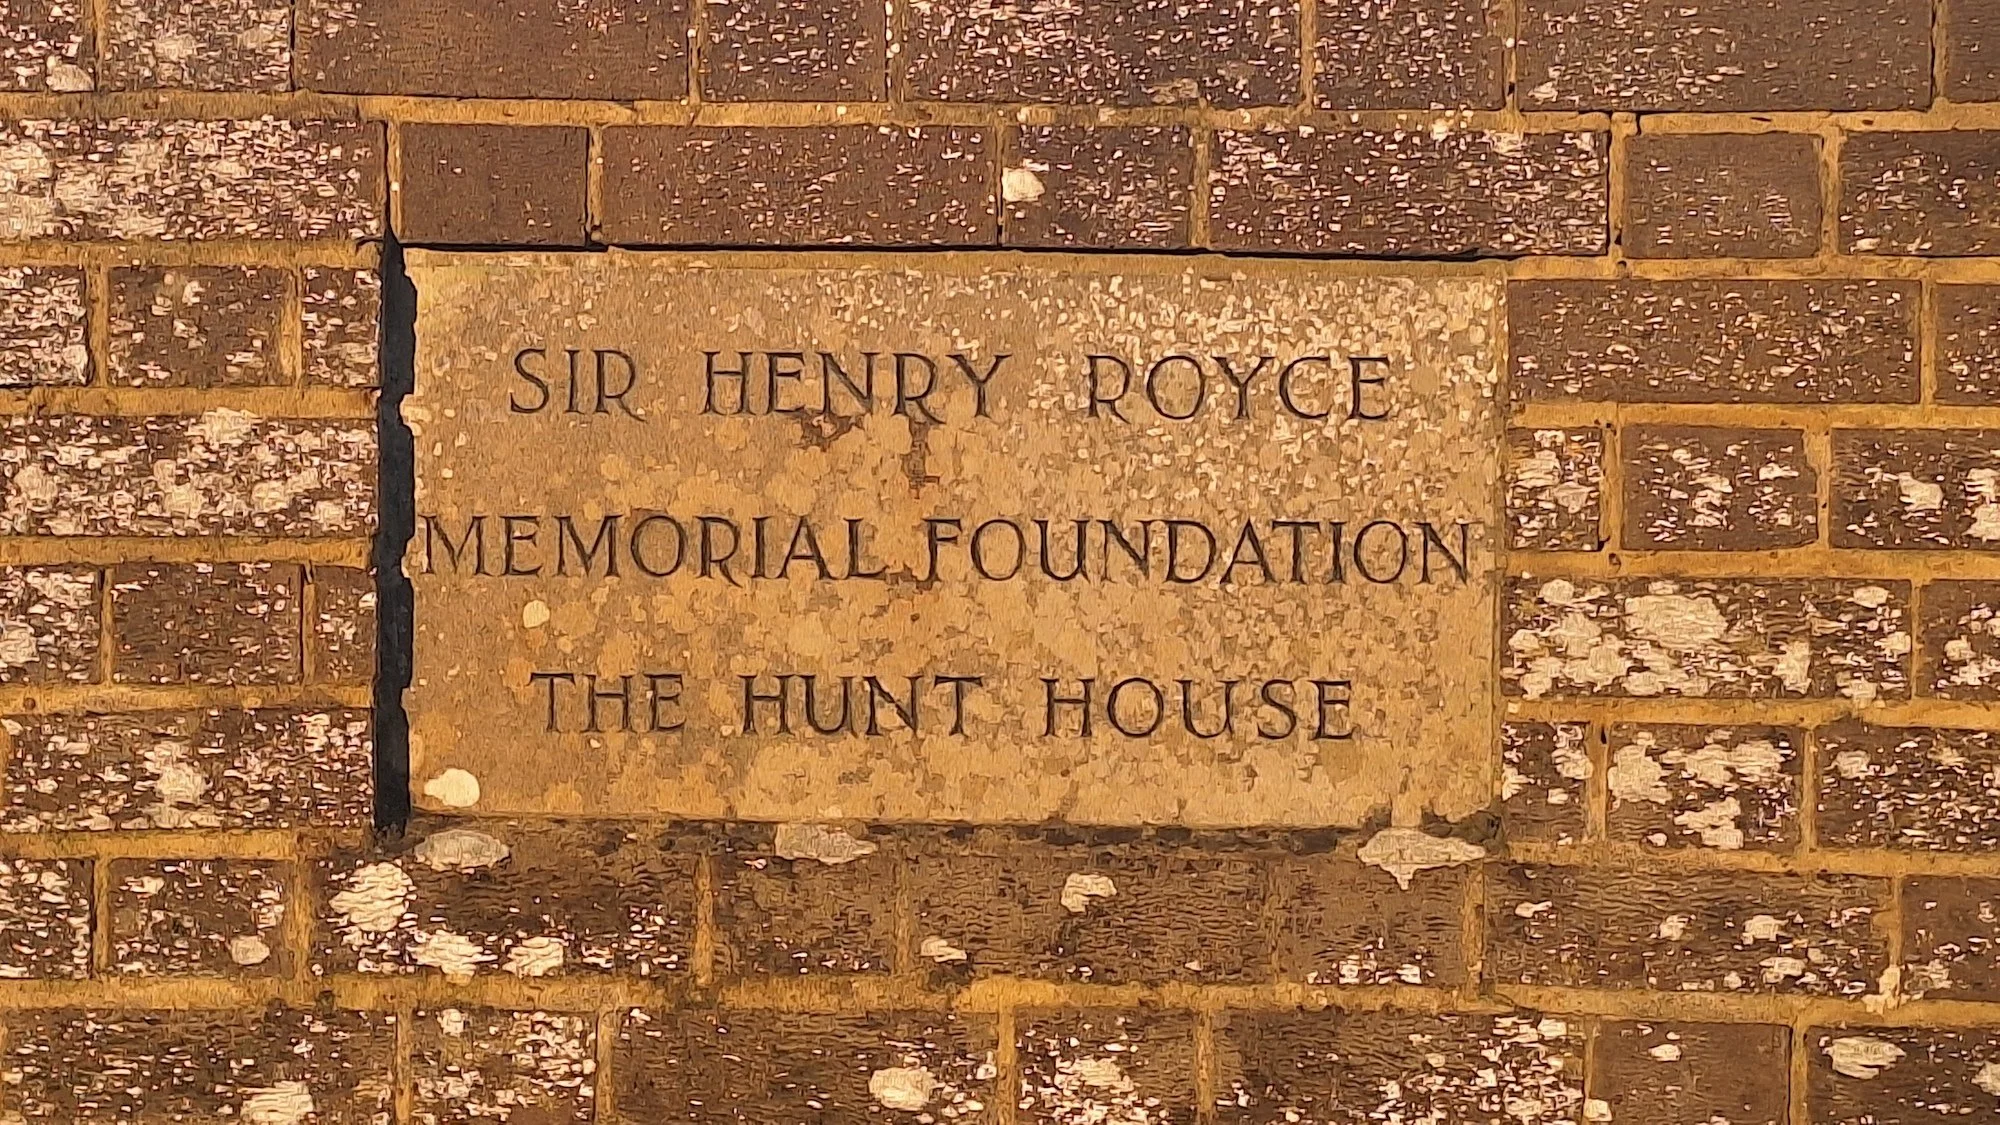 SIR HENRY ROYCE
MEMORIAL FOUNDATION
THE HUNT HOUSE